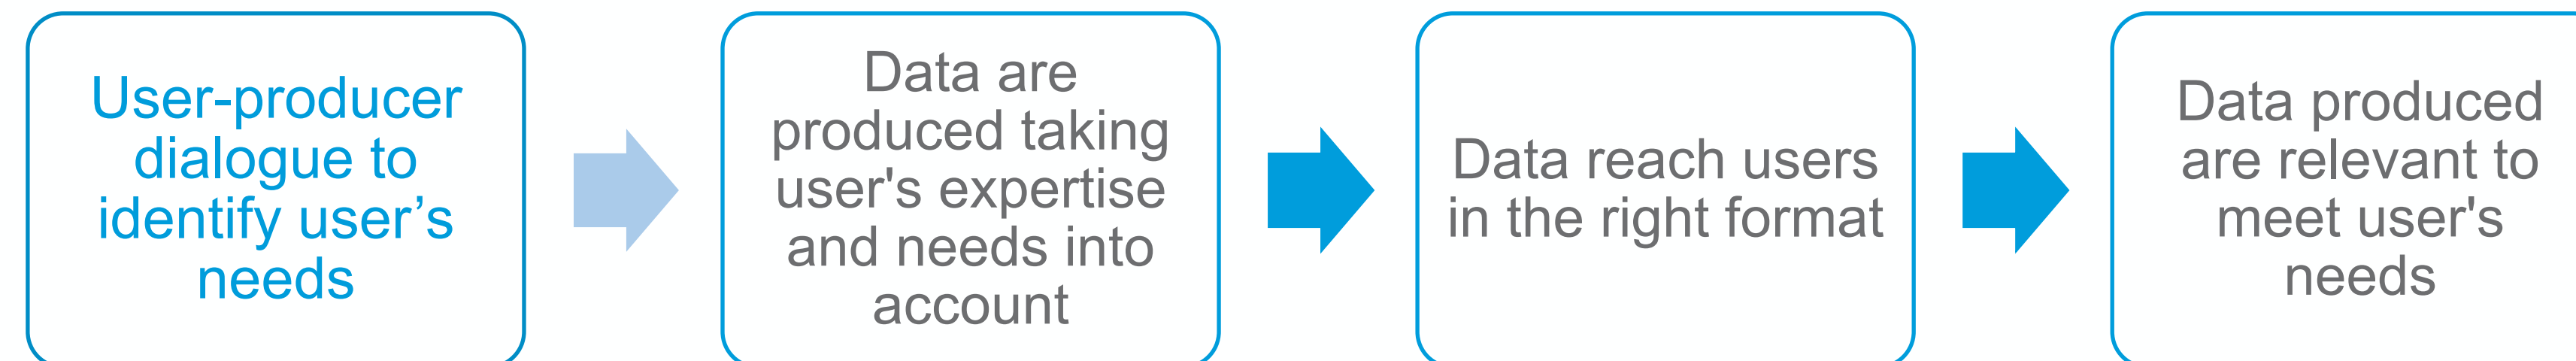 User-producer
dialogue to
identify user’s
needs
Data are
produced taking
user's expertise
and needs into
account
Data reach users
in the right format
Data produced
are relevant to
meet user's
needs